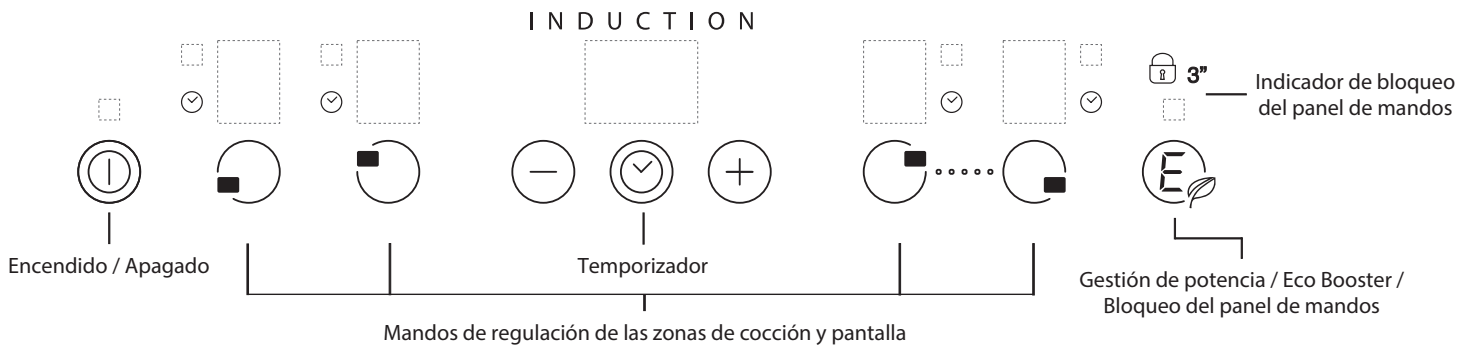 INDUCTION
3”
Indicador de bloqueo
del panel de mandos
E
Encendido / Apagado
Temporizador
Gestión de potencia / Eco Booster /
Bloqueo del panel de mandos
Mandos de regulación de las zonas de cocción y pantalla